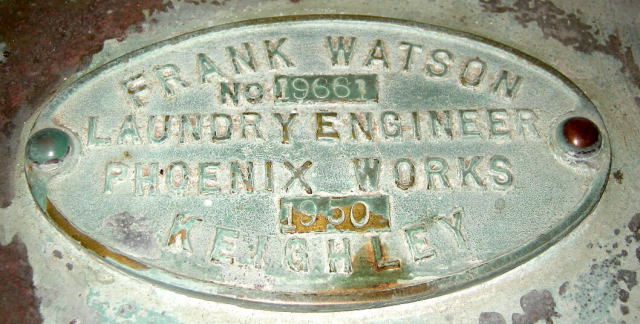 FRANK WATSON
NO 19661
LAUNDRY ENGINEER
PHOENIX WORKS
1950
KEIGHLEY